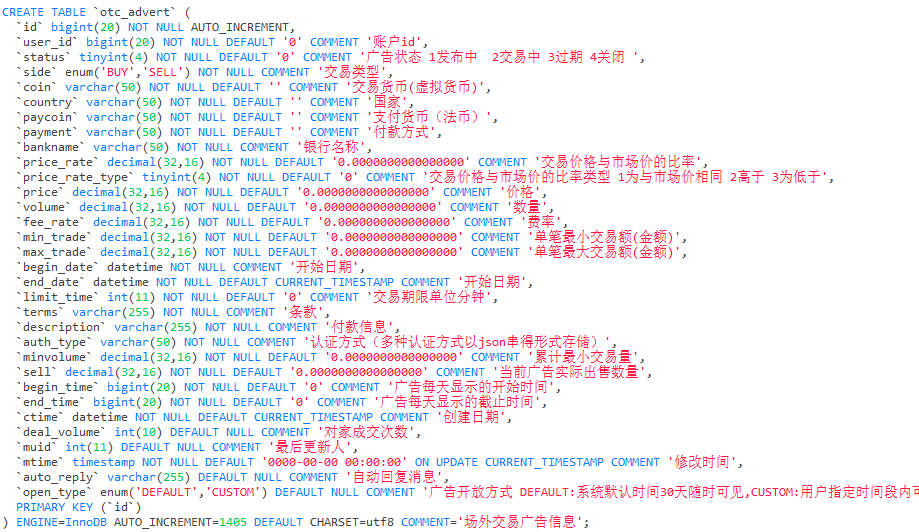 CREATE TABLE `otc_advert` (
`id` bigint(20) NOT NULL AUTO_INCREMENT,
`user_id` bigint(20) NOT NULL DEFAULT '0' COMMENT '账户id',
`status` tinyint(4) NOT NULL DEFAULT '0' COMMENT '广告状态 1发布中  2交易中 3过期 4关闭 ',
`side` enum('BUY','SELL') NOT NULL COMMENT '交易类型',
`coin` varchar(50) NOT NULL DEFAULT '' COMMENT '交易货币(虚拟货币)',
`country` varchar(50) NOT NULL DEFAULT '' COMMENT '国家',
`paycoin` varchar(50) NOT NULL DEFAULT '' COMMENT '支付货币（法币）',
`payment` varchar(50) NOT NULL DEFAULT '' COMMENT '付款方式',
`bankname` varchar(50) NOT NULL COMMENT '银行名称',
`price_rate` decimal(32,16) NOT NULL DEFAULT '0.0000000000000000' COMMENT '交易价格与市场价的比率',
`price_rate_type` tinyint(4) NOT NULL DEFAULT '0' COMMENT '交易价格与市场价的比率类型 1为与市场价相同 2高于 3为低于',
`price` decimal(32,16) NOT NULL DEFAULT '0.0000000000000000' COMMENT '价格',
`volume` decimal(32,16) NOT NULL DEFAULT '0.0000000000000000' COMMENT '数量',
`fee_rate` decimal(32,16) NOT NULL DEFAULT '0.0000000000000000' COMMENT '费率',
`min_trade` decimal(32,16) NOT NULL DEFAULT '0.0000000000000000' COMMENT '单笔最小交易额(金额)',
`max_trade` decimal(32,16) NOT NULL DEFAULT '0.0000000000000000' COMMENT '单笔最大交易额(金额)',
`begin_date` datetime NOT NULL COMMENT '开始日期',
`end_date` datetime NOT NULL DEFAULT CURRENT_TIMESTAMP COMMENT '开始日期',
`limit_time` int(11) NOT NULL DEFAULT '0' COMMENT '交易期限单位分钟',
`terms` varchar(255) NOT NULL COMMENT '条款',
`description` varchar(255) NOT NULL COMMENT '付款信息',
`auth_type` varchar(50) NOT NULL COMMENT '认证方式（多种认证方式以json串得形式存储）',
`minvolume` decimal(32,16) NOT NULL DEFAULT '0.0000000000000000' COMMENT '累计最小交易量',
`sell` decimal(32,16) NOT NULL DEFAULT '0.0000000000000000' COMMENT '当前广告实际出售数量',
`begin_time` bigint(20) NOT NULL DEFAULT '0' COMMENT '广告每天显示的开始时间',
`end_time` bigint(20) NOT NULL DEFAULT '0' COMMENT '广告每天显示的截止时间',
`ctime` datetime NOT NULL DEFAULT CURRENT_TIMESTAMP COMMENT '创建日期',
`deal_volume` int(10) DEFAULT NULL COMMENT '对家成交次数',
`muid` int(11) DEFAULT NULL COMMENT '最后更新人',
`mtime` timestamp NOT NULL DEFAULT '0000-00-00 00:00:00' ON UPDATE CURRENT_TIMESTAMP COMMENT '修改时间',
`auto_reply` varchar(255) DEFAULT NULL COMMENT '自动回复消息',
`open_type` enum('DEFAULT','CUSTOM') DEFAULT NULL COMMENT '广告开放方式 DEFAULT:系统默认时间30天随时可见,CUSTOM:用户指定时间段内可
PRIMARY KEY (`id`)
) ENGINE=InnoDB AUTO_INCREMENT=1405 DEFAULT CHARSET=utf8 COMMENT='场外交易广告信息';